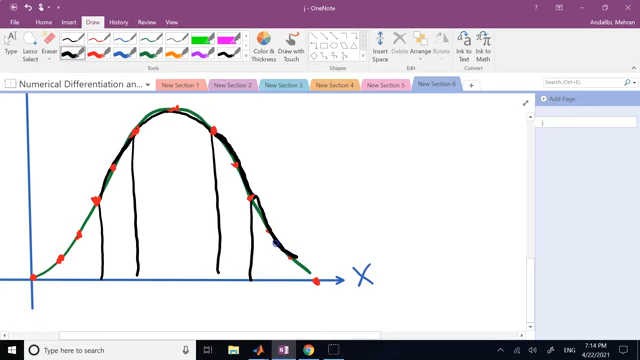 j - OneNote
Andalibi, Mehran
File Home Insert Draw History Review View
Type
Lasso Select
Eraser
Color & Thickness
Draw with Touch
Insert Space
Delete
Arrange
Ink to Text
Ink to Math
Tools Shapes Edit Convert
Numerical Differentiation an...
New Section 1 New Section 2 New Section 3 New Section 4 New Section 5 New Section 6 +
Search (Ctrl+E)
Add Page
j
X
Type here to search
ENG
7:14 PM
4/22/2021